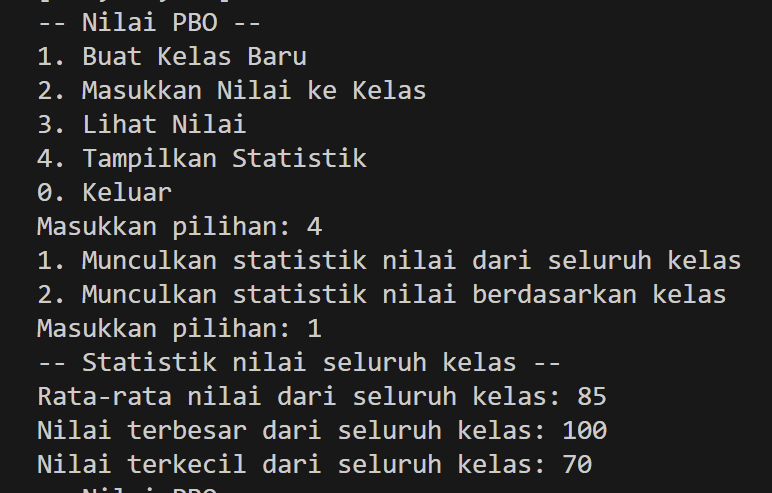 -- Nilai PBO --
1. Buat Kelas Baru
2. Masukkan Nilai ke Kelas
3. Lihat Nilai
4. Tampilkan Statistik
0. Keluar
Masukkan pilihan: 4
1. Munculkan statistik nilai dari seluruh kelas
2. Munculkan statistik nilai berdasarkan kelas
Masukkan pilihan: 1
-- Statistik nilai seluruh kelas --
Rata-rata nilai dari seluruh kelas: 85
Nilai terbesar dari seluruh kelas: 100
Nilai terkecil dari seluruh kelas: 70
-- Nilai PBO --